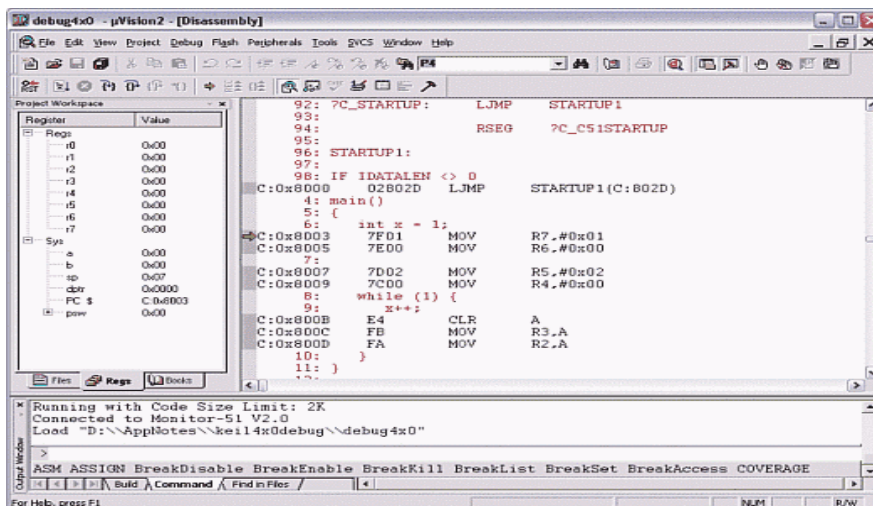 debug4x0 - µVision2 - [Disassembly]
File Edit View Project Debug Flash Peripherals Tools SVCS Window Help
P4
Project Workspace
Register Value
Regs
r0 0x00
r1 0x00
r2 0x00
r3 0x00
r4 0x00
r5 0x00
r6 0x00
r7 0x00
Sys
a 0x00
b 0x00
sp 0x07
dptr 0x0000
PC $ C:0x8003
psw 0x00
Files Regs Books
92: ?C_STARTUP: LJMP STARTUP1
93:
94: RSEG ?C_C51STARTUP
95:
96: STARTUP1:
97:
98: IF IDATALEN <> 0
C:0x8000 02802D LJMP STARTUP1(C:802D)
4: main()
5: {
6: int x = 1;
C:0x8003 7F01 MOV R7,#0x01
C:0x8005 7E00 MOV R6,#0x00
7:
C:0x8007 7D02 MOV R5,#0x02
C:0x8009 7C00 MOV R4,#0x00
8: while (1) {
9: x++;
C:0x800B E4 CLR A
C:0x800C FB MOV R3,A
C:0x800D FA MOV R2,A
10: }
11: }
Running with Code Size Limit: 2K
Connected to Monitor-51 V2.0
Load "D:\\AppNotes\\keil4x0debug\\debug4x0"
>
ASM ASSIGN BreakDisable BreakEnable BreakKill BreakList BreakSet BreakAccess COVERAGE
Output Window
Build Command Find in Files
For Help, press F1
NUM R/W